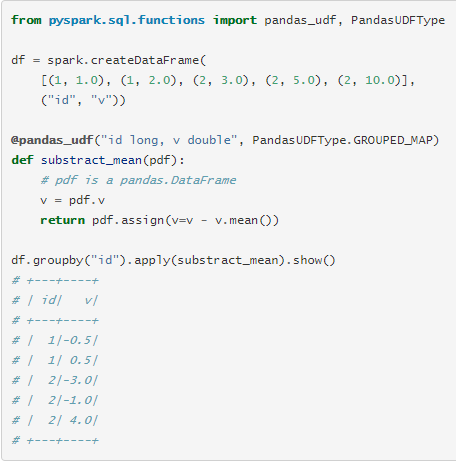 from pyspark.sql.functions import pandas_udf, PandasUDFType

df = spark.createDataFrame(
    [(1, 1.0), (1, 2.0), (2, 3.0), (2, 5.0), (2, 10.0)],
    ("id", "v"))

@pandas_udf("id long, v double", PandasUDFType.GROUPED_MAP)
def substract_mean(pdf):
    # pdf is a pandas.DataFrame
    v = pdf.v
    return pdf.assign(v=v - v.mean())

df.groupby("id").apply(substract_mean).show()
# +---+----+
# | id|   v|
# +---+----+
# |  1|-0.5|
# |  1| 0.5|
# |  2|-3.0|
# |  2|-1.0|
# |  2| 4.0|
# +---+----+